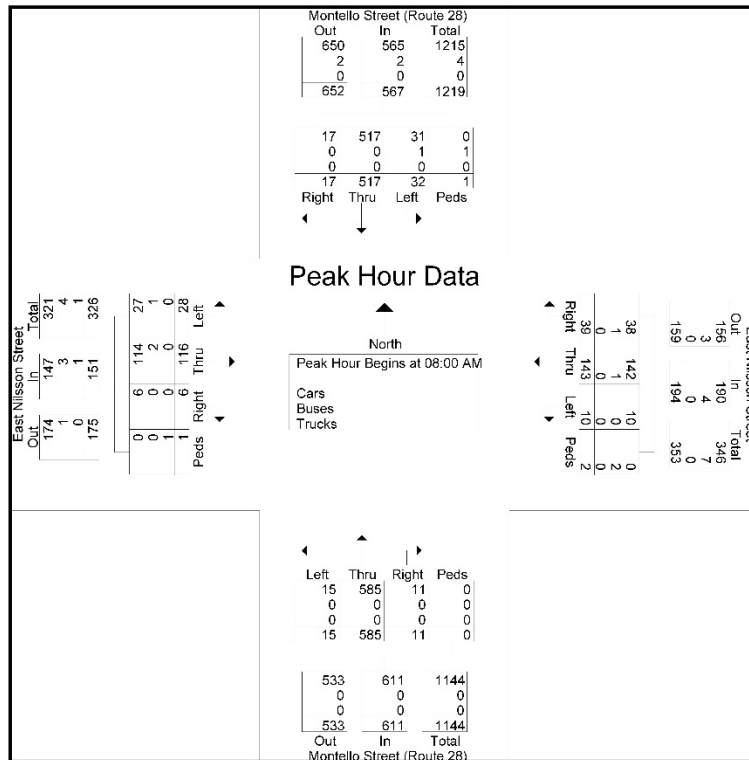 Montello Street (Route 28)
Out In Total
650 565 1215
2 2 4
0 0 0
652 567 1219
17 517 31 0
0 0 1 1
0 0 0 0
17 517 32 1
Right Thru Left Peds
East Nilsson Street
Out In Total
174 147 321
1 3 4
0 1 1
175 151 326
0 6 114 27
0 0 2 1
1 0 0 0
1 6 116 28
Peds Right Thru Left
Peak Hour Data
North
Peak Hour Begins at 08:00 AM
Cars
Buses
Trucks
Out In Total
156 190 346
3 4 7
0 0 0
159 194 353
38 142 10 0
1 1 0 2
0 0 0 0
39 143 10 2
Right Thru Left Peds
Left Thru Right Peds
15 585 11 0
0 0 0 0
0 0 0 0
15 585 11 0
533 611 1144
0 0 0
0 0 0
533 611 1144
Out In Total
Montello Street (Route 28)